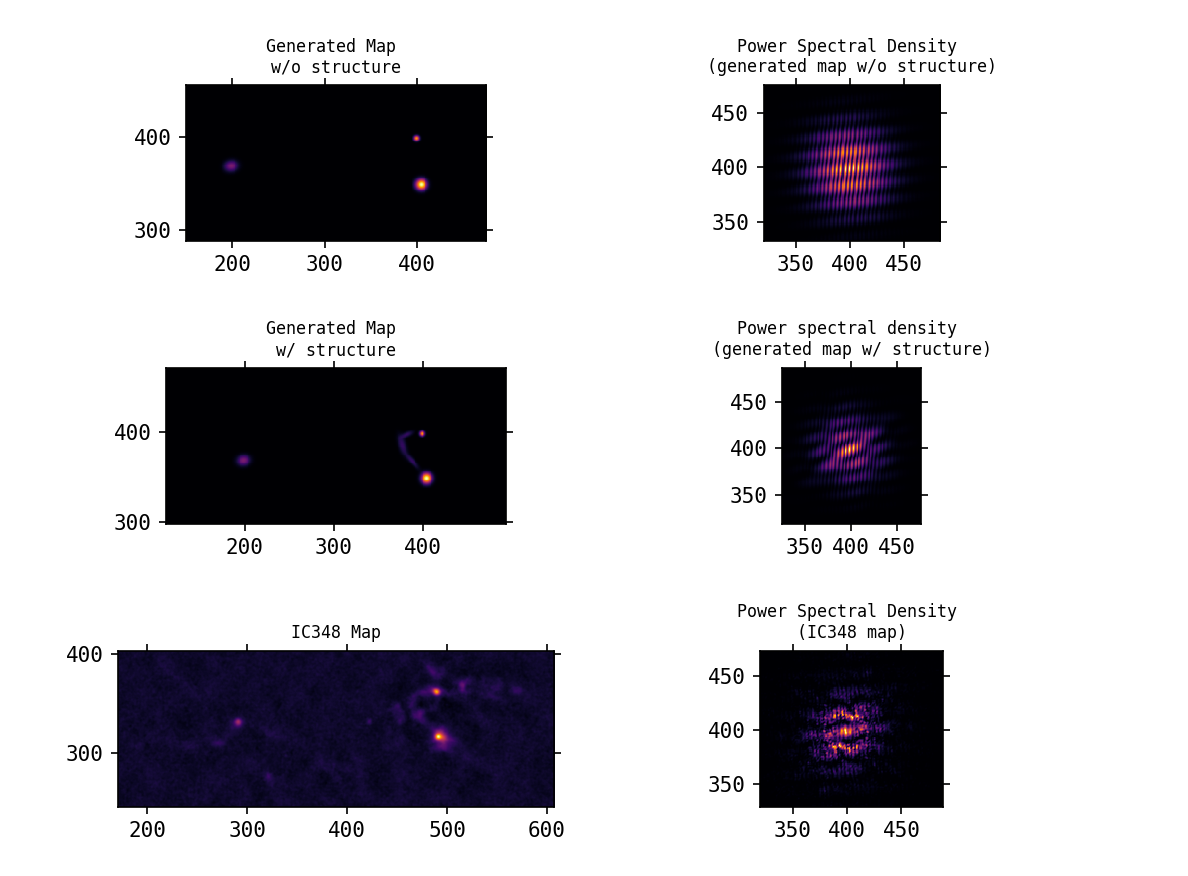 Generated Map
w/o structure
400
300
200 300 400
Power Spectral Density
(generated map w/o structure)
450
400
350
350 400 450
Generated Map
w/ structure
400
300
200 300 400
Power spectral density
(generated map w/ structure)
450
400
350
350 400 450
IC348 Map
400
300
200 300 400 500 600
Power Spectral Density
(IC348 map)
450
400
350
350 400 450